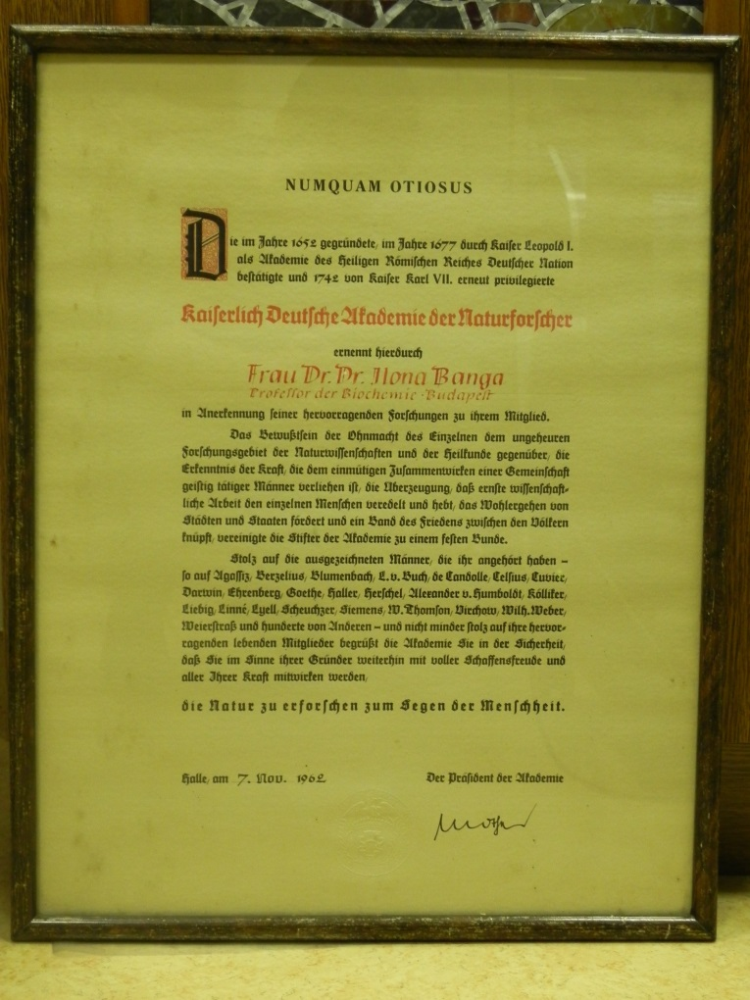 NUMQUAM OTIOSUS
Die im Jahre 1652 gegründete, im Jahre 1677 durch Kaiser Leopold I.
als Akademie des Heiligen Römischen Reiches Deutscher Nation
bestätigte und 1742 von Kaiser Karl VII. erneut privilegierte
Kaiserlich Deutsche Akademie der Naturforscher
ernennt hierdurch
Frau Dr. Dr. Ilona Banga
Professor der Biochemie - Budapest
in Anerkennung seiner hervorragenden Forschungen zu ihrem Mitglied.
Das Bewußtsein der Ohnmacht des Einzelnen dem ungeheuren
Forschungsgebiet der Naturwissenschaften und der Heilkunde gegenüber, die
Erkenntnis der Kraft, die dem einmütigen Zusammenwirken einer Gemeinschaft
geistig tätiger Männer verliehen ist, die Überzeugung, daß ernste wissenschaft-
liche Arbeit den einzelnen Menschen veredelt und hebt, das Wohlergehen von
Städten und Staaten fördert und ein Band des Friedens zwischen den Völkern
knüpft, vereinigte die Stifter der Akademie zu einem festen Bunde.
Stolz auf die ausgezeichneten Männer, die ihr angehört haben –
so auf Agassiz, Berzelius, Blumenbach, L. v. Buch, de Candolle, Celsius, Cuvier,
Darwin, Ehrenberg, Goethe, Haller, Herschel, Alexander v. Humboldt, Kölliker,
Liebig, Linné, Lyell, Scheuchzer, Siemens, W. Thomson, Virchow, Wilh. Weber,
Weierstraß und hunderte von Anderen – und nicht minder stolz auf ihre hervor-
ragenden lebenden Mitglieder begrüßt die Akademie Sie in der Sicherheit,
daß Sie im Sinne ihrer Gründer weiterhin mit voller Schaffensfreude und
aller Ihrer Kraft mitwirken werden,
die Natur zu erforschen zum Segen der Menschheit.
Halle, am 7. Nov. 1962 Der Präsident der Akademie